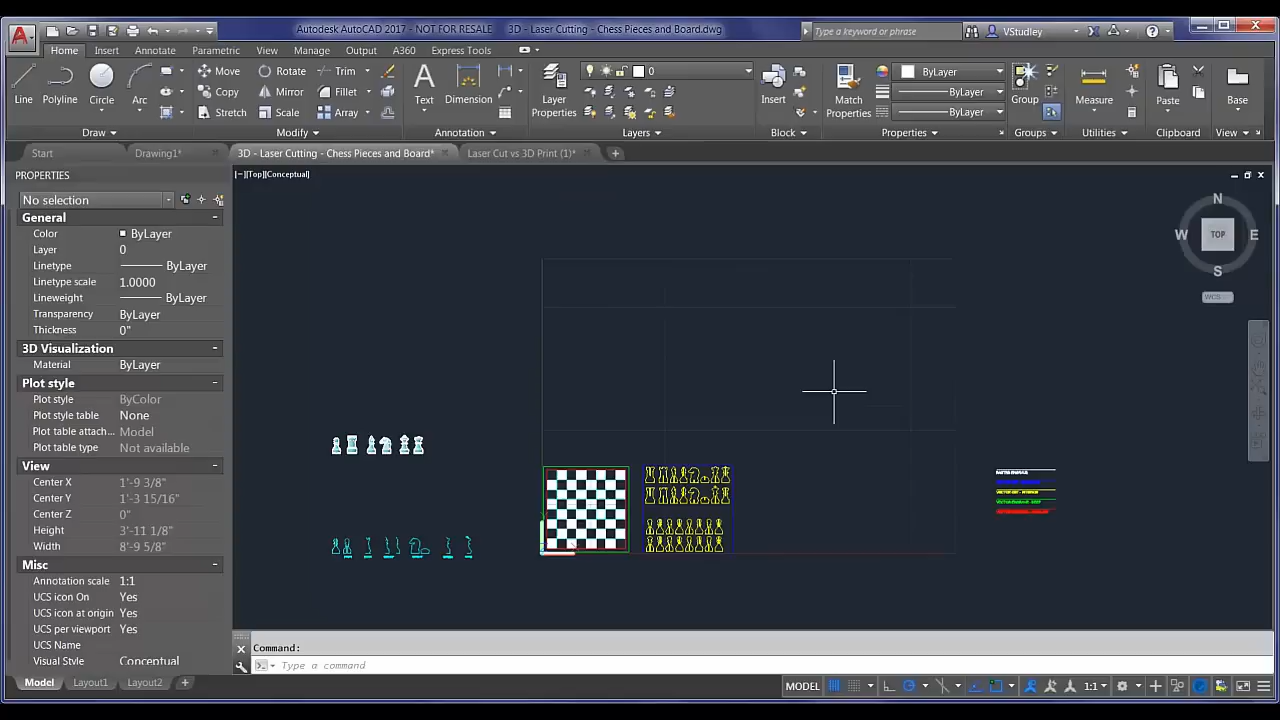 Autodesk AutoCAD 2017 - NOT FOR RESALE 3D - Laser Cutting - Chess Pieces and Board.dwg
Type a keyword or phrase
VStudley
Home Insert Annotate Parametric View Manage Output A360 Express Tools
Line Polyline Circle Arc
Move Rotate Trim
Copy Mirror Fillet
Stretch Scale Array
Text Dimension
Layer Properties
0
Insert
Match Properties
ByLayer
ByLayer
ByLayer
Group Measure Paste Base
Draw Modify Annotation Layers Block Properties Groups Utilities Clipboard View
Start Drawing1* 3D - Laser Cutting - Chess Pieces and Board* Laser Cut vs 3D Print (1)*
PROPERTIES
[−][Top][Conceptual]
No selection
General
Color ByLayer
Layer 0
Linetype ByLayer
Linetype scale 1.0000
Lineweight ByLayer
Transparency ByLayer
Thickness 0"
3D Visualization
Material ByLayer
Plot style
Plot style ByColor
Plot style table None
Plot table attach... Model
Plot table type Not available
View
Center X 1'-9 3/8"
Center Y 1'-3 15/16"
Center Z 0"
Height 3'-11 1/8"
Width 8'-9 5/8"
Misc
Annotation scale 1:1
UCS icon On Yes
UCS icon at origin Yes
UCS per viewport Yes
UCS Name
Visual Style Conceptual
N
W TOP E
S
WCS
Command:
Type a command
Model Layout1 Layout2
MODEL 1:1